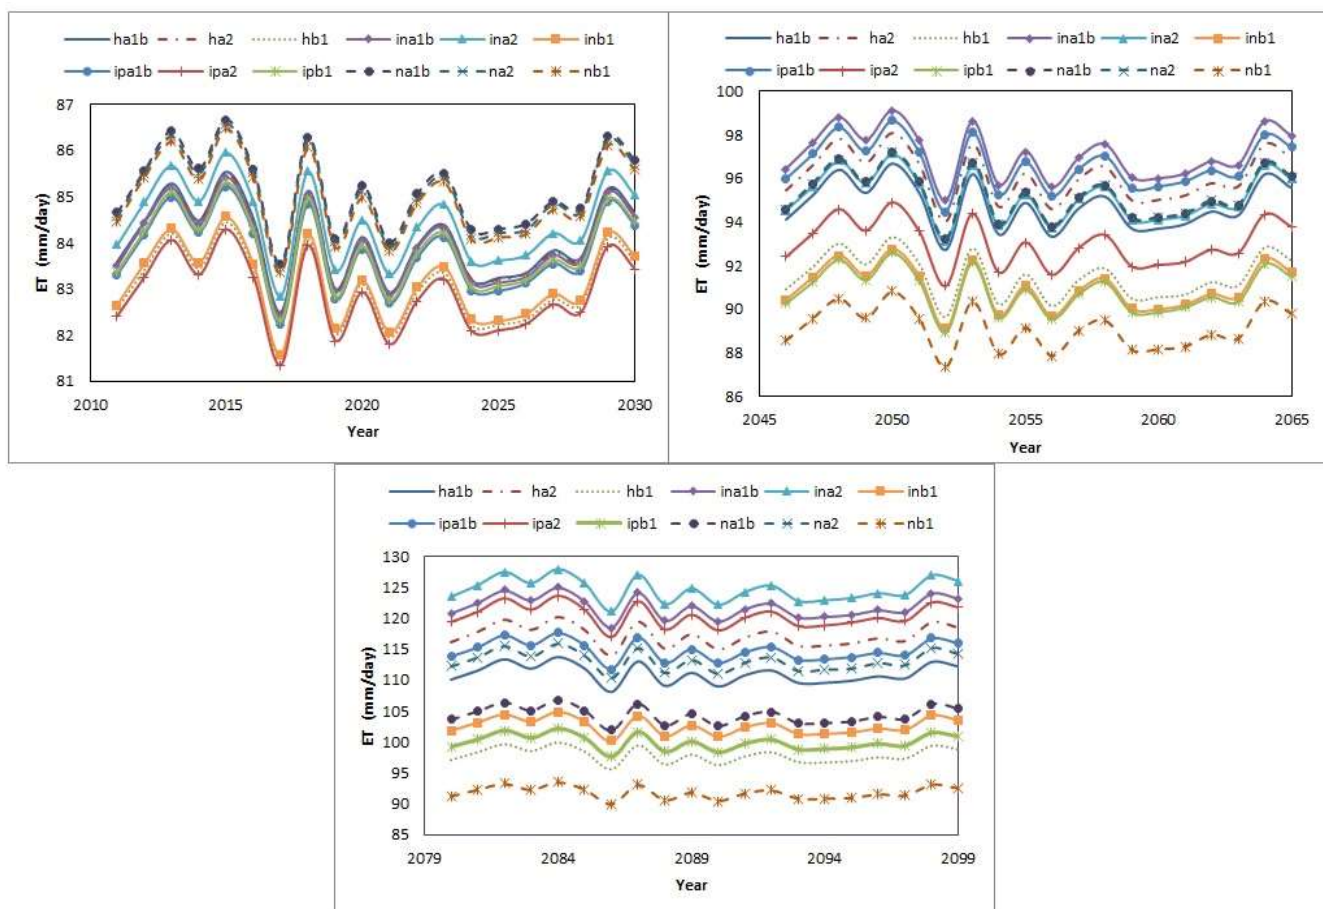 ha1b ha2 hb1 ina1b ina2 inb1
ipa1b ipa2 ipb1 na1b na2 nb1
87
86
85
84
83
82
81
ET (mm/day)
2010 2015 2020 2025 2030
Year
ha1b ha2 hb1 ina1b ina2 inb1
ipa1b ipa2 ipb1 na1b na2 nb1
100
98
96
94
92
90
88
86
ET (mm/day)
2045 2050 2055 2060 2065
Year
ha1b ha2 hb1 ina1b ina2 inb1
ipa1b ipa2 ipb1 na1b na2 nb1
130
125
120
115
110
105
100
95
90
85
ET (mm/day)
2079 2084 2089 2094 2099
Year